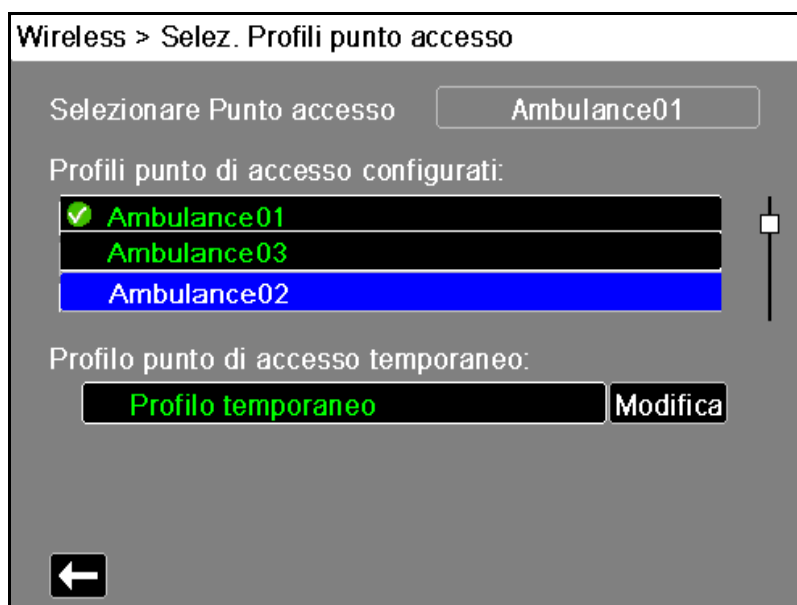 Wireless > Selez. Profili punto accesso
Selezionare Punto accesso Ambulance01
Profili punto di accesso configurati:
Ambulance01
Ambulance03
Ambulance02
Profilo punto di accesso temporaneo:
Profilo temporaneo Modifica